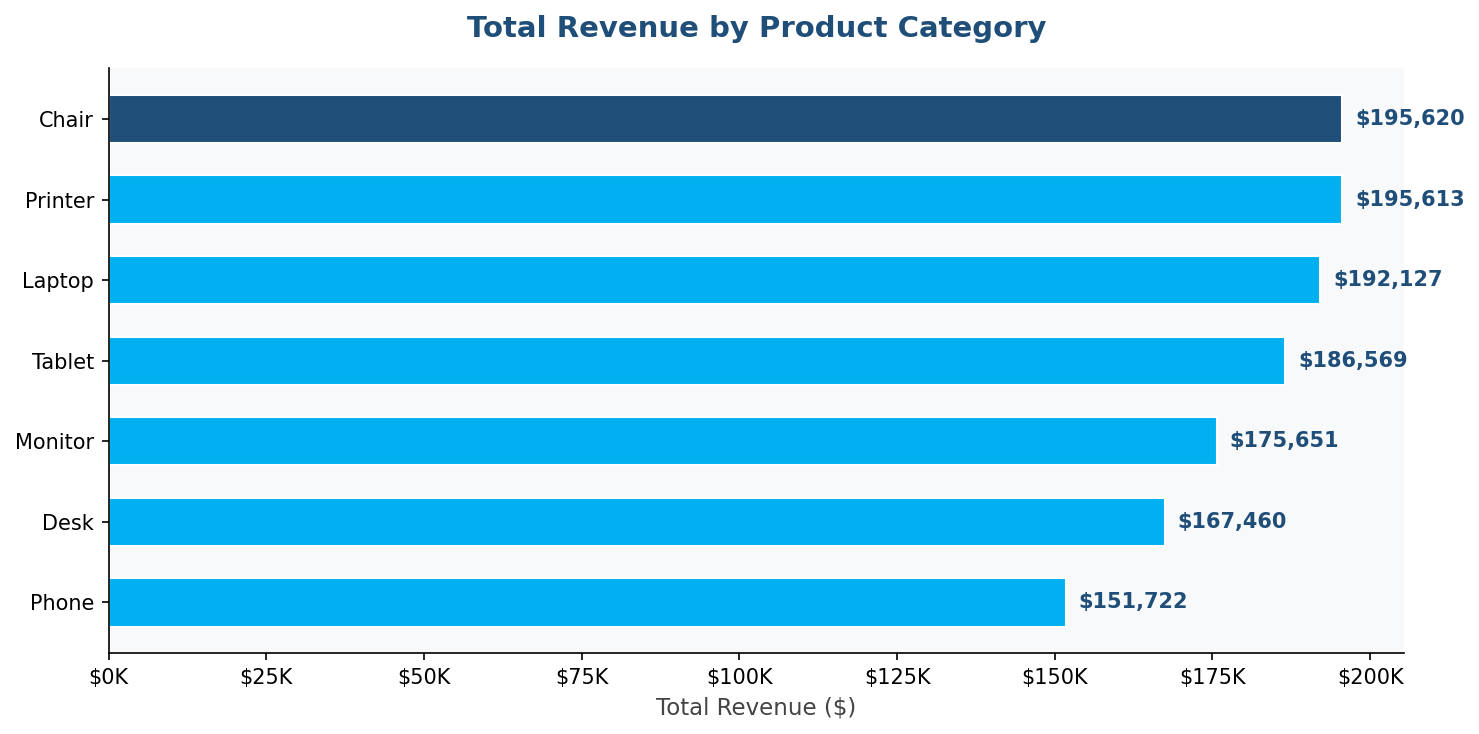 Total Revenue by Product Category
Chair $195,620
Printer $195,613
Laptop $192,127
Tablet $186,569
Monitor $175,651
Desk $167,460
Phone $151,722
$0K $25K $50K $75K $100K $125K $150K $175K $200K
Total Revenue ($)